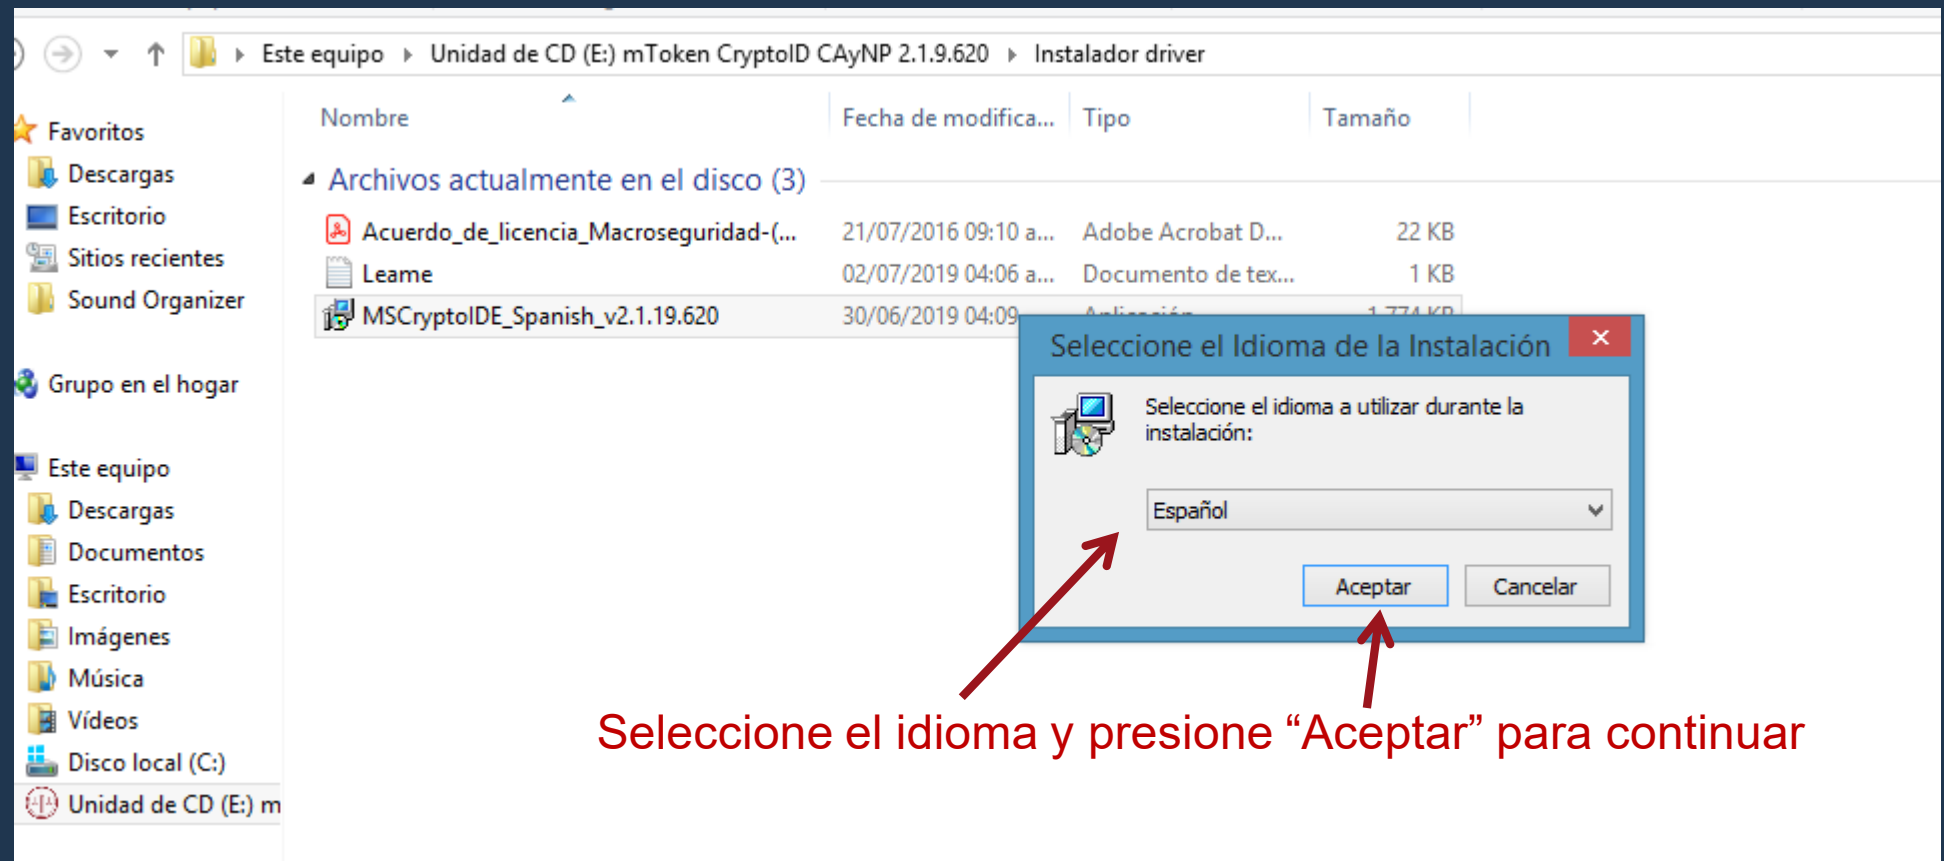 Este equipo Unidad de CD (E:) mToken CryptoID CAyNP 2.1.9.620 Instalador driver
Nombre Fecha de modifica... Tipo Tamaño
Favoritos
Descargas
Escritorio
Sitios recientes
Sound Organizer
Grupo en el hogar
Este equipo
Descargas
Documentos
Escritorio
Imágenes
Música
Vídeos
Disco local (C:)
Unidad de CD (E:) m
Archivos actualmente en el disco (3)
Acuerdo_de_licencia_Macroseguridad-(... 21/07/2016 09:10 a... Adobe Acrobat D... 22 KB
Leame 02/07/2019 04:06 a... Documento de tex... 1 KB
MSCryptoIDE_Spanish_v2.1.19.620 30/06/2019 04:09 Aplicación 1.774 KB
Seleccione el Idioma de la Instalación
Seleccione el idioma a utilizar durante la
instalación:
Español
Aceptar Cancelar
Seleccione el idioma y presione “Aceptar” para continuar